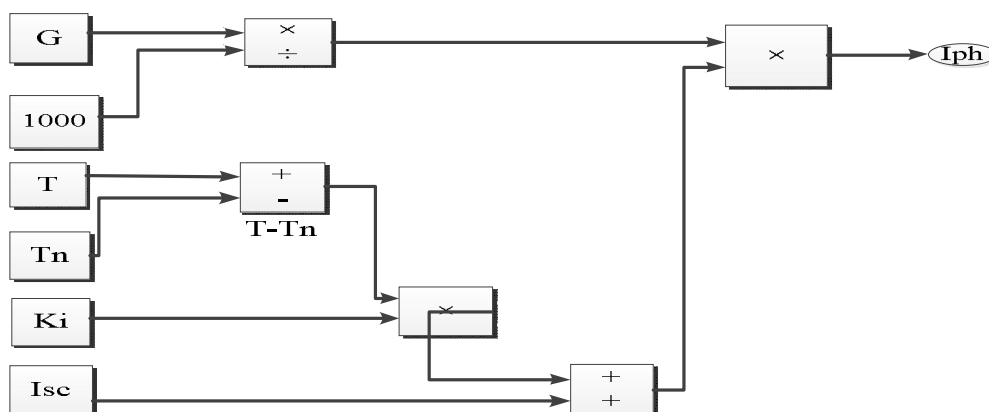 G
×
÷
×
Iph
1000
T
+
-
T-Tn
Tn
×
Ki
Isc
+
+